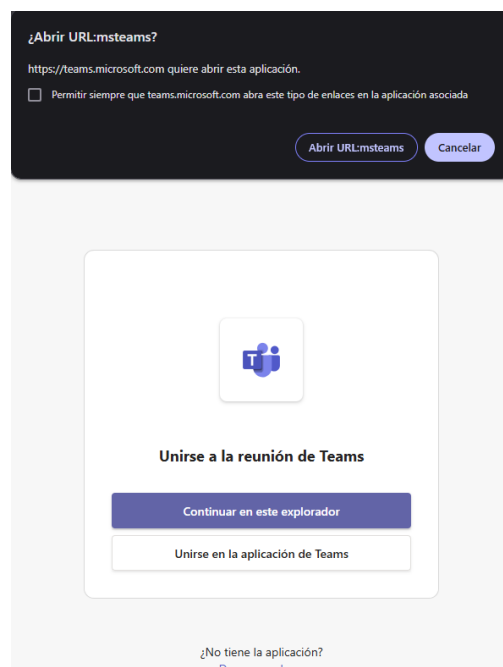 ¿Abrir URL:msteams?
https://teams.microsoft.com quiere abrir esta aplicación.
Permitir siempre que teams.microsoft.com abra este tipo de enlaces en la aplicación asociada
Abrir URL:msteams
Cancelar
T
Unirse a la reunión de Teams
Continuar en este explorador
Unirse en la aplicación de Teams
¿No tiene la aplicación?